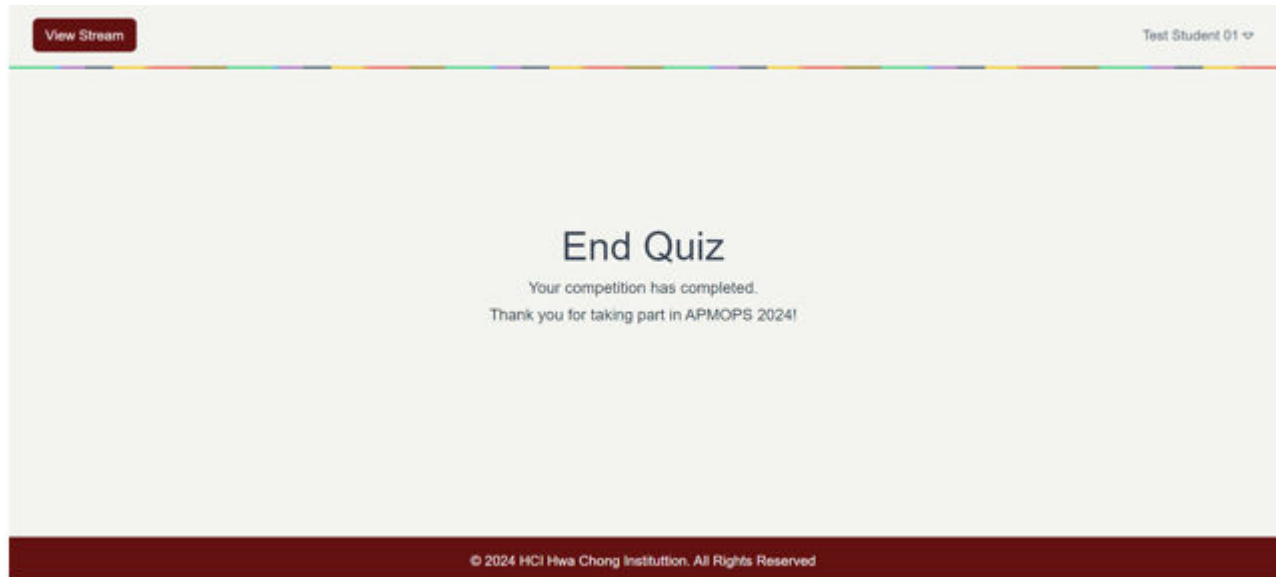 View Stream
Test Student 01
End Quiz
Your competition has completed.
Thank you for taking part in APMOPS 2024!
© 2024 HCI Hwa Chong Instituttion. All Rights Reserved